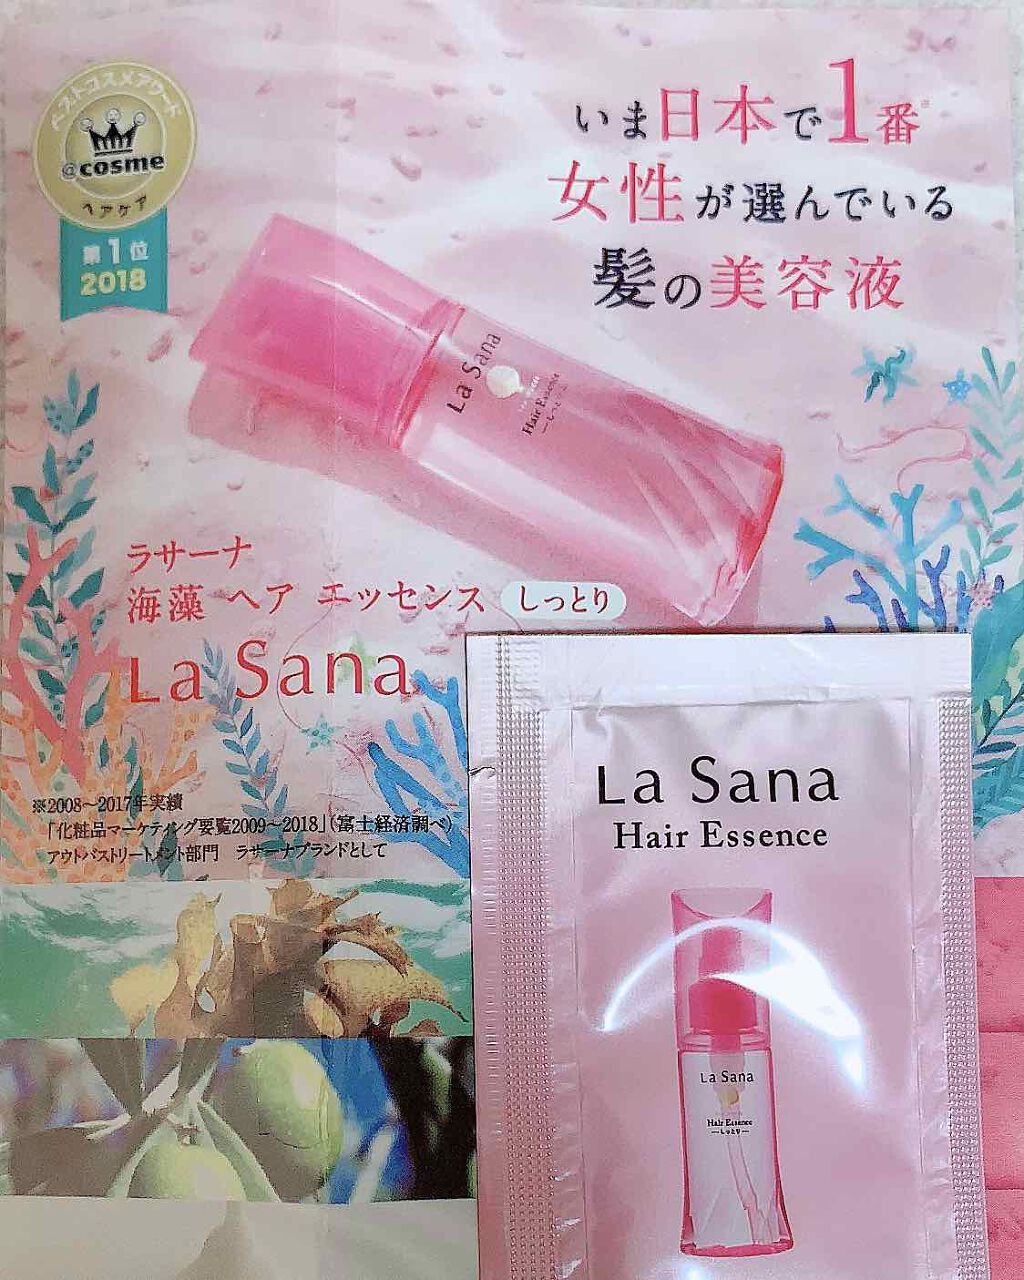 ベストコスメアワード
@cosme
ヘアケア
第1位
2018
いま日本で1番※
女性が選んでいる
髪の美容液
La Sana
Hair Essence
ラサーナ
海藻 ヘア エッセンス しっとり
La Sana
※2008～2017年実績
「化粧品マーケティング要覧2009～2018」(富士経済調べ)
アウトバストリートメント部門 ラサーナブランドとして
La Sana
Hair Essence
La Sana
Hair Essence
—しっとり—